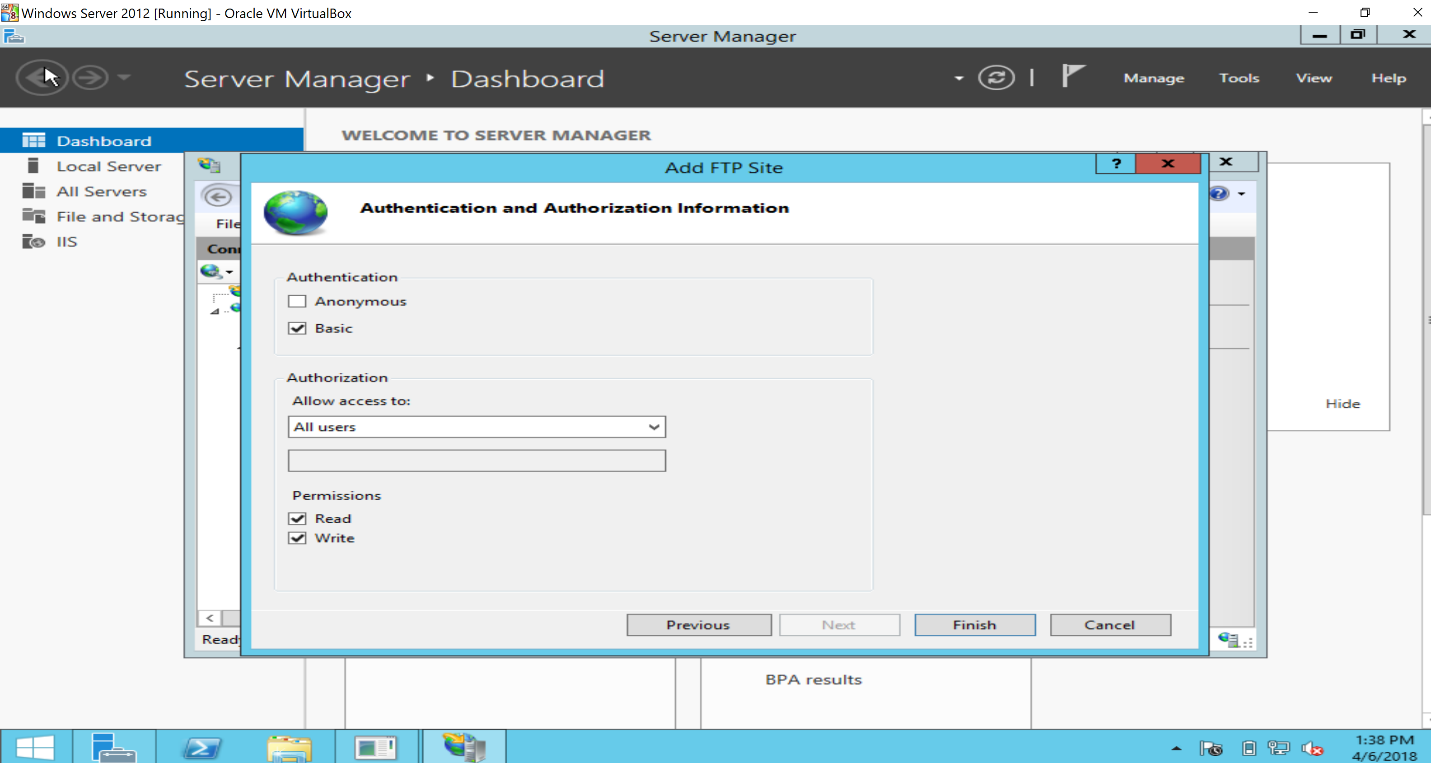 Windows Server 2012 [Running] - Oracle VM VirtualBox
Server Manager
Server Manager ‣ Dashboard
Manage Tools View Help
Dashboard
Local Server
All Servers
File and Storag
IIS
WELCOME TO SERVER MANAGER
File
Conn
Add FTP Site
?
Authentication and Authorization Information
Authentication
Anonymous
Basic
Authorization
Allow access to:
All users
Permissions
Read
Write
Previous Next Finish Cancel
Ready
Hide
BPA results
1:38 PM
4/6/2018